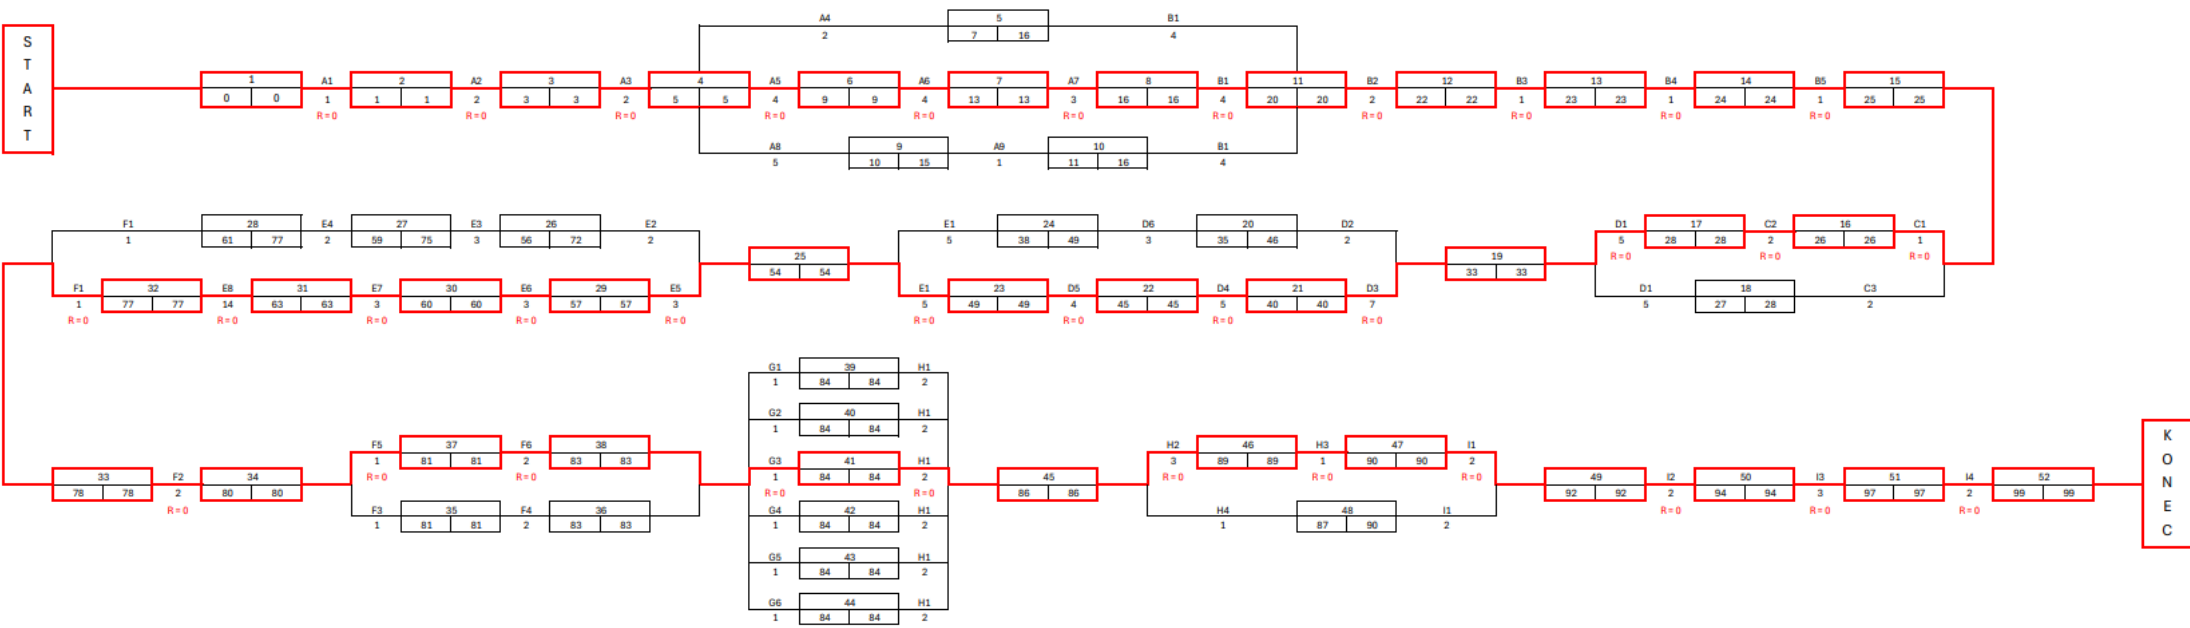 START
A4 5 B1
2 7 16 4
1 A1 2 A2 3 A3 4 A5 6 A6 7 A7 8 B1 11 B2 12 B3 13 B4 14 B5 15
0 0 1 1 1 2 3 3 2 5 5 4 9 9 4 13 13 3 16 16 4 20 20 2 22 22 1 23 23 1 24 24 1 25 25
R=0 R=0 R=0 R=0 R=0 R=0 R=0 R=0 R=0 R=0 R=0
A8 9 A9 10 B1
5 10 15 1 11 16 4
F1 28 E4 27 E3 26 E2 E1 24 D6 20 D2 D1 17 C2 16 C1
1 61 77 2 59 75 3 56 72 2 5 38 49 3 35 46 2 5 28 28 2 26 26 1
R=0 R=0 R=0
25 19
54 54 33 33
F1 32 E8 31 E7 30 E6 29 E5 E1 23 D5 22 D4 21 D3 D1 18 C3
1 77 77 14 63 63 3 60 60 3 57 57 3 5 49 49 4 45 45 5 40 40 7 5 27 28 2
R=0 R=0 R=0 R=0 R=0 R=0 R=0 R=0 R=0
G1 39 H1
1 84 84 2
G2 40 H1
1 84 84 2
F5 37 F6 38 G3 41 H1 H2 46 H3 47 I1
1 81 81 2 83 83 1 84 84 2 3 89 89 1 90 90 2
R=0 R=0 R=0 R=0 R=0 R=0 R=0
33 F2 34 45 49 I2 50 I3 51 I4 52
78 78 2 80 80 86 86 92 92 2 94 94 3 97 97 2 99 99
R=0 R=0 R=0 R=0
F3 35 F4 36 G4 42 H1 H4 48 I1
1 81 81 2 83 83 1 84 84 2 1 87 90 2
G5 43 H1
1 84 84 2
G6 44 H1
1 84 84 2
KONEC